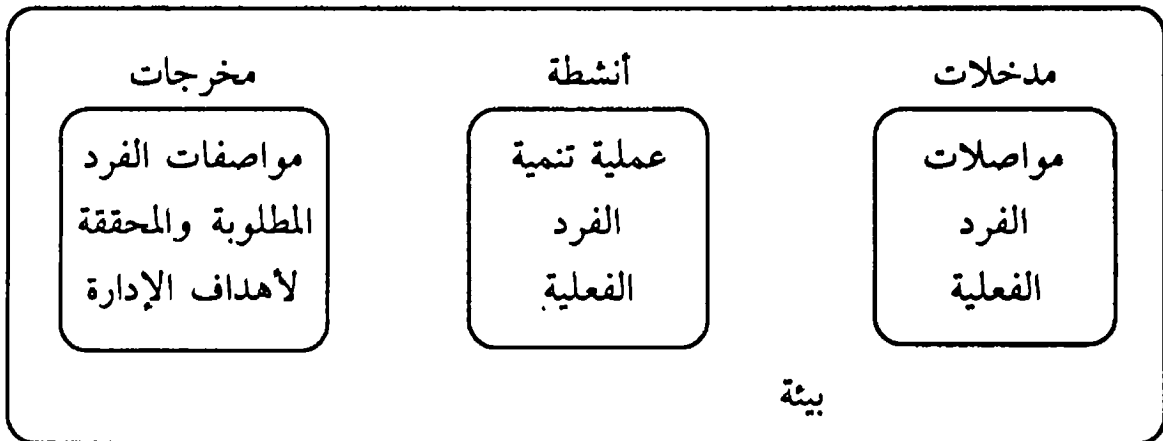 مدخلات
مواصلات
الفرد
الفعلية
أنشطة
عملية تنمية
الفرد
الفعلية
مخرجات
مواصفات الفرد
المطلوبة والمحققة
لأهداف الإدارة
بيئة